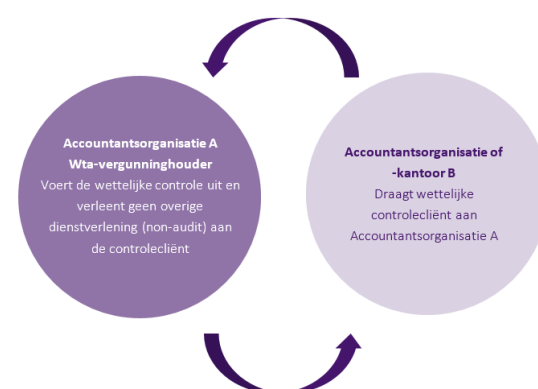 Accountantsorganisatie A
Wta-vergunninghouder
Voert de wettelijke controle uit en
verleent geen overige
dienstverlening (non-audit) aan
de controlecliënt
Accountantsorganisatie of
-kantoor B
Draagt wettelijke
controlecliënt aan
Accountantsorganisatie A